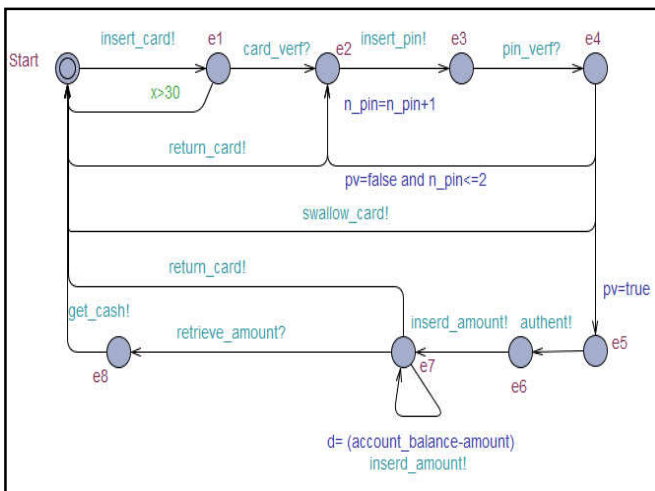 insert_card!
e1
card_verf?
e2
insert_pin!
e3
pin_verf?
e4
Start
x>30
n_pin=n_pin+1
return_card!
pv=false and n_pin<=2
swallow_card!
return_card!
pv=true
get_cash!
retrieve_amount?
inserd_amount!
authent!
e5
e8
e7
e6
d= (account_balance-amount)
inserd_amount!